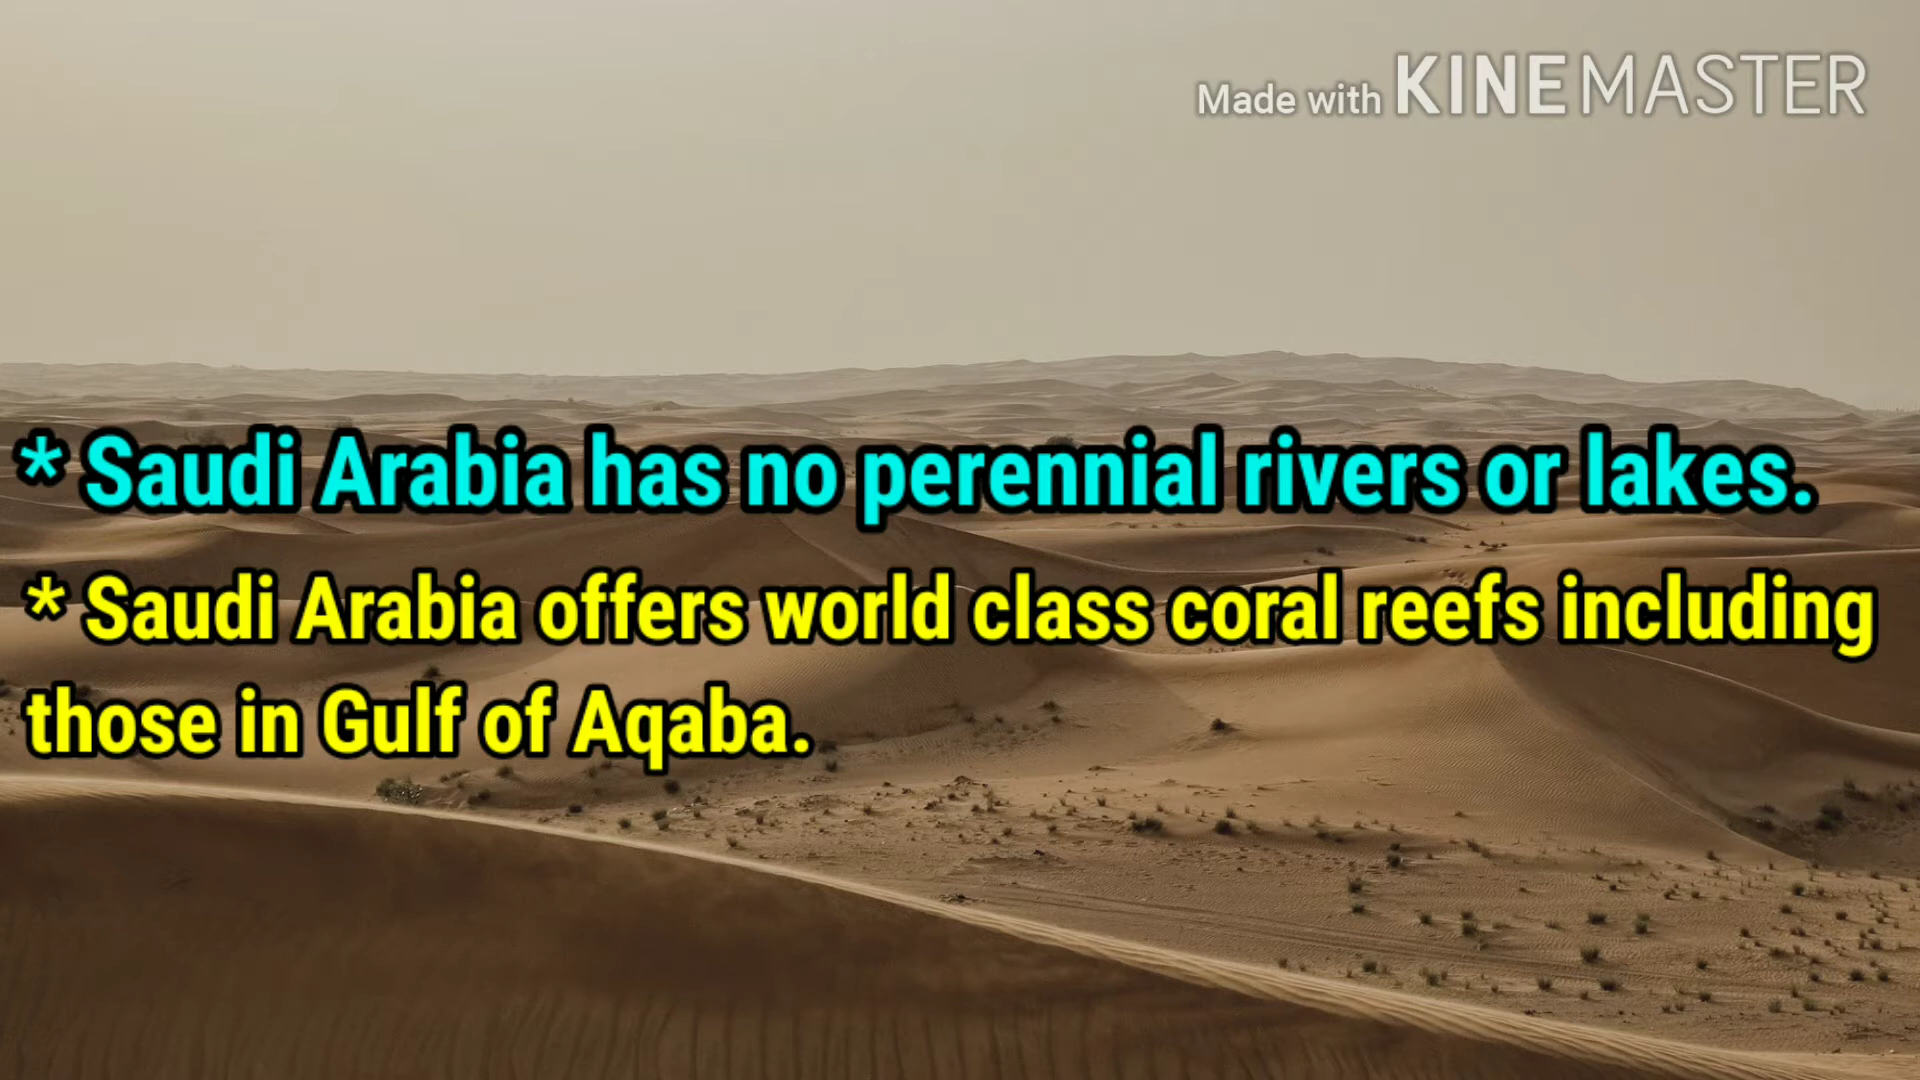 Made with KINEMASTER
* Saudi Arabia has no perennial rivers or lakes.
* Saudi Arabia offers world class coral reefs including
those in Gulf of Aqaba.